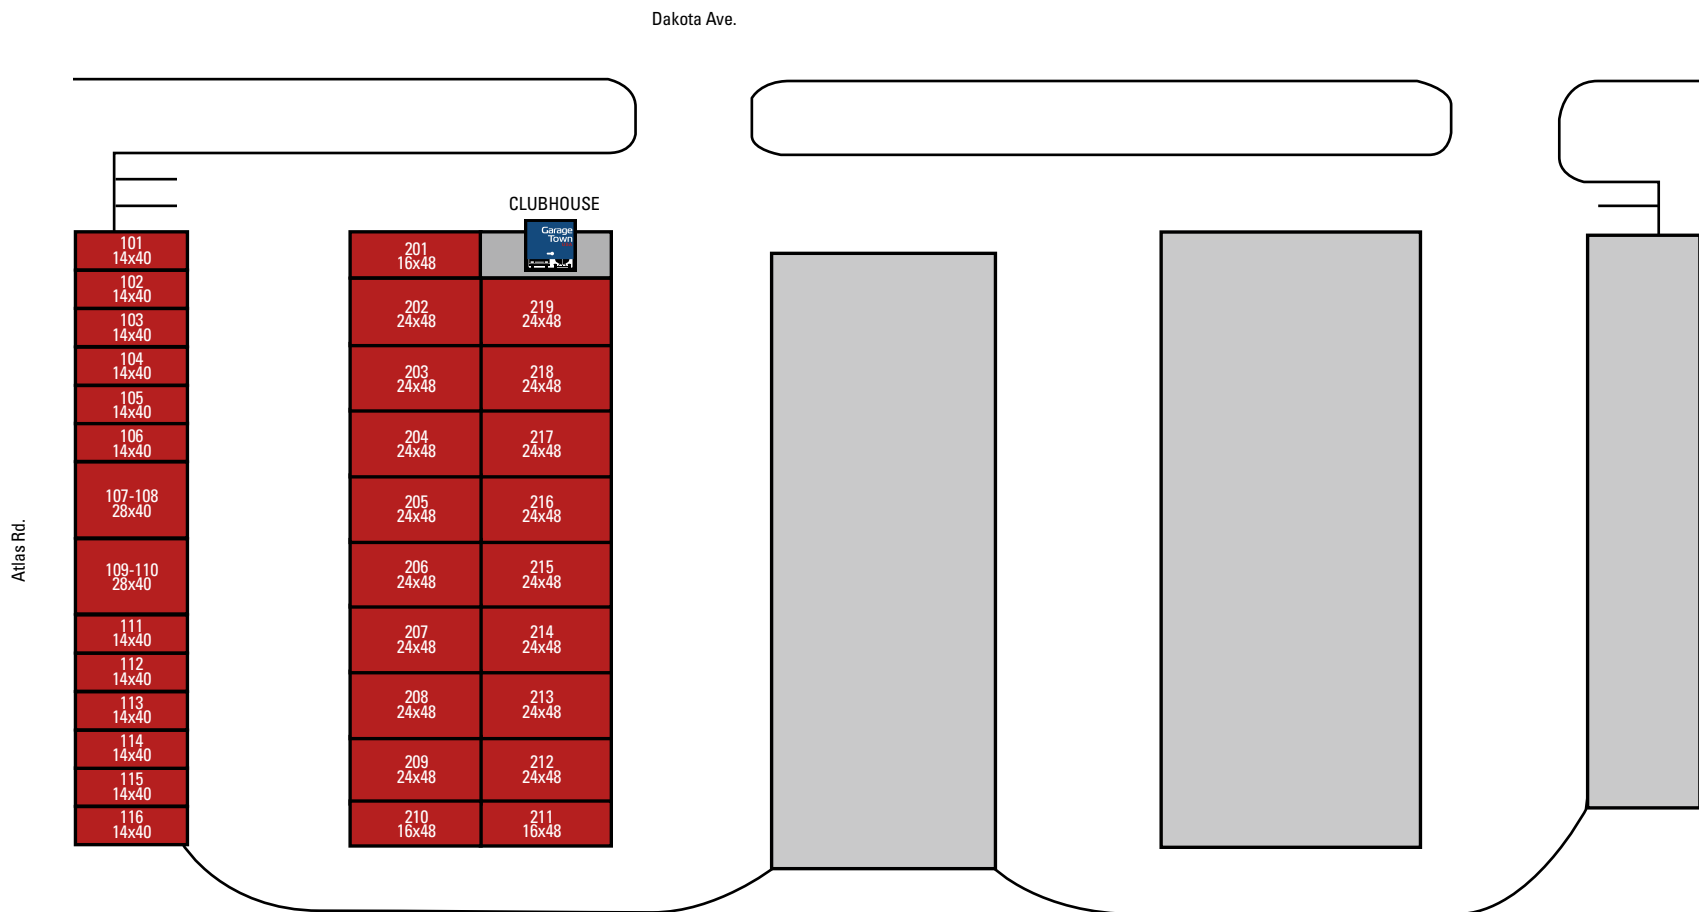 Dakota Ave.
Atlas Rd.
CLUBHOUSE
Garage
Town
101
14x40
102
14x40
103
14x40
104
14x40
105
14x40
106
14x40
107-108
28x40
109-110
28x40
111
14x40
112
14x40
113
14x40
114
14x40
115
14x40
116
14x40
201
16x48
202
24x48
203
24x48
204
24x48
205
24x48
206
24x48
207
24x48
208
24x48
209
24x48
210
16x48
219
24x48
218
24x48
217
24x48
216
24x48
215
24x48
214
24x48
213
24x48
212
24x48
211
16x48